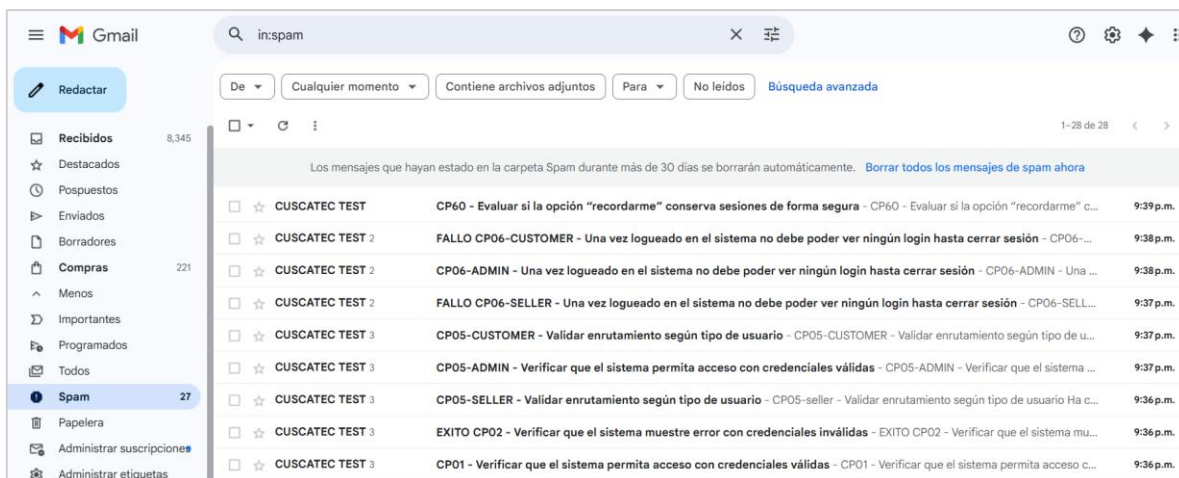 Gmail
in:spam
Redactar
De
Cualquier momento
Contiene archivos adjuntos
Para
No leídos
Búsqueda avanzada
1–28 de 28
Recibidos 8,345
Destacados
Pospuestos
Enviados
Borradores
Compras 221
Menos
Importantes
Programados
Todos
Spam 27
Papelera
Administrar suscripciones
Administrar etiquetas
Los mensajes que hayan estado en la carpeta Spam durante más de 30 días se borrarán automáticamente. Borrar todos los mensajes de spam ahora
CUSCATEC TEST CP60 - Evaluar si la opción “recordarme” conserva sesiones de forma segura - CP60 - Evaluar si la opción “recordarme” c... 9:39 p.m.
CUSCATEC TEST 2 FALLO CP06-CUSTOMER - Una vez logueado en el sistema no debe poder ver ningún login hasta cerrar sesión - CP06-... 9:38 p.m.
CUSCATEC TEST 2 CP06-ADMIN - Una vez logueado en el sistema no debe poder ver ningún login hasta cerrar sesión - CP06-ADMIN - Una ... 9:38 p.m.
CUSCATEC TEST 2 FALLO CP06-SELLER - Una vez logueado en el sistema no debe poder ver ningún login hasta cerrar sesión - CP06-SELL... 9:37 p.m.
CUSCATEC TEST 3 CP05-CUSTOMER - Validar enrutamiento según tipo de usuario - CP05-CUSTOMER - Validar enrutamiento según tipo de u... 9:37 p.m.
CUSCATEC TEST 3 CP05-ADMIN - Verificar que el sistema permita acceso con credenciales válidas - CP05-ADMIN - Verificar que el sistema ... 9:37 p.m.
CUSCATEC TEST 3 CP05-SELLER - Validar enrutamiento según tipo de usuario - CP05-seller - Validar enrutamiento según tipo de usuario Ha c... 9:36 p.m.
CUSCATEC TEST 3 EXITO CP02 - Verificar que el sistema muestre error con credenciales inválidas - EXITO CP02 - Verificar que el sistema mu... 9:36 p.m.
CUSCATEC TEST 3 CP01 - Verificar que el sistema permita acceso con credenciales válidas - CP01 - Verificar que el sistema permita acceso c... 9:36 p.m.